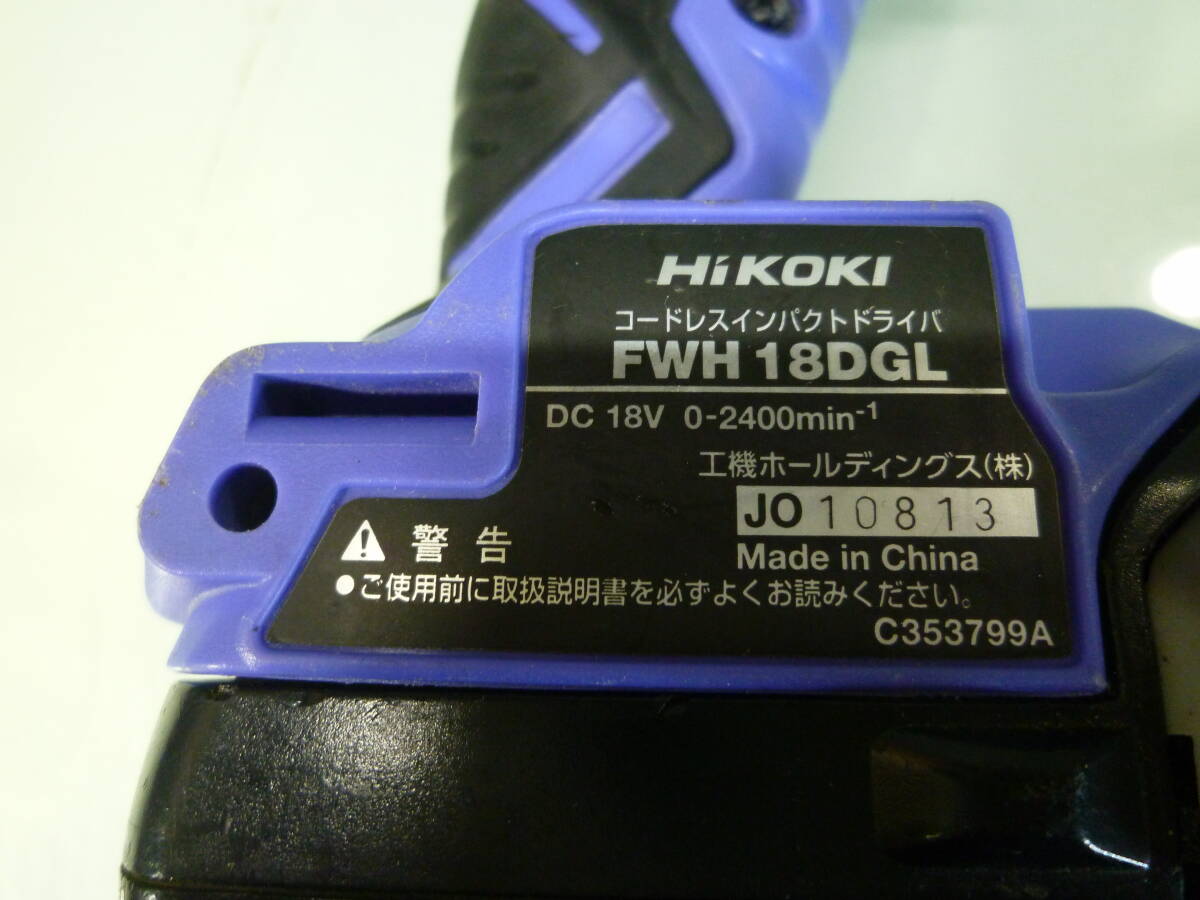 HiKOKI
コードレスインパクトドライバ
FWH 18DGL
DC 18V 0-2400min⁻¹
工機ホールディングス(株)
JO 10813
Made in China
警告
●ご使用前に取扱説明書を必ずよくお読みください。
C353799A